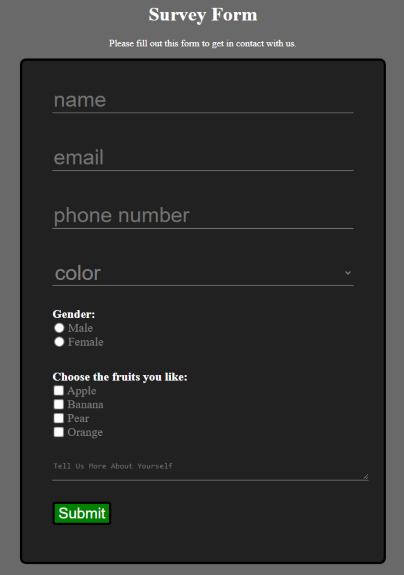 Survey Form
Please fill out this form to get in contact with us.
name
email
phone number
color
Gender:
Male
Female
Choose the fruits you like:
Apple
Banana
Pear
Orange
Tell Us More About Yourself
Submit